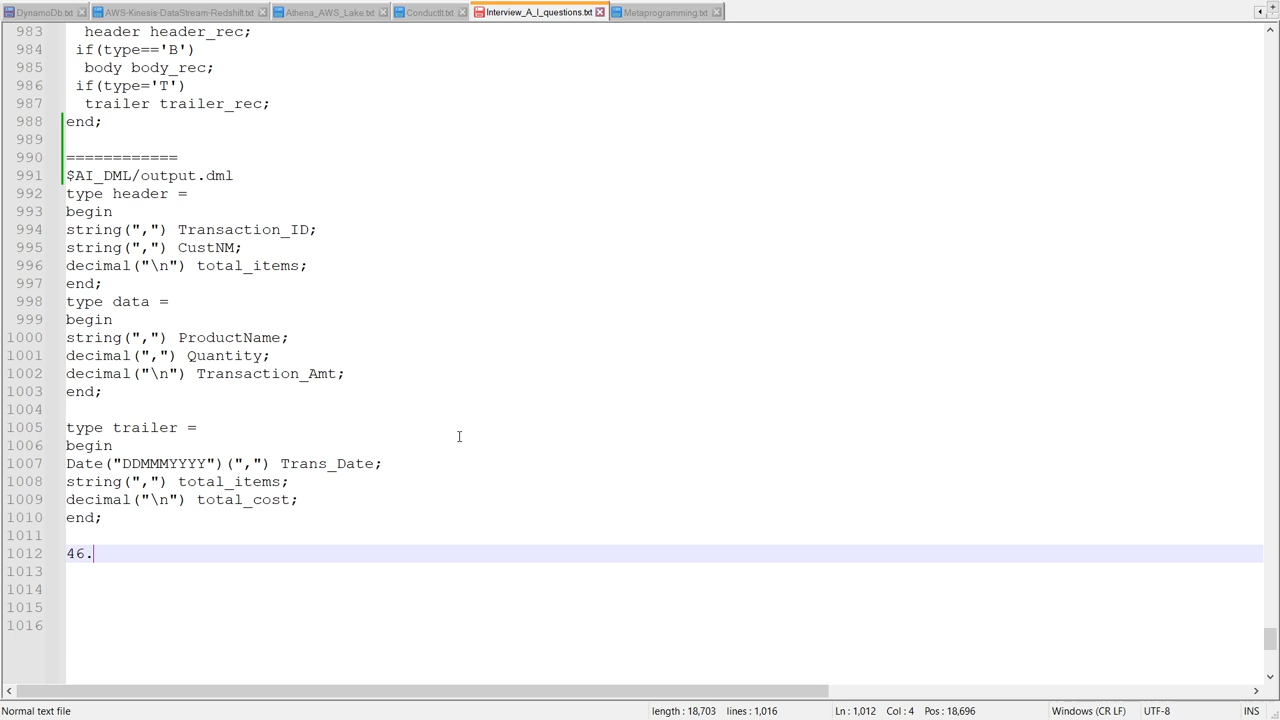 DynamoDb.txt AWS-Kinesis-DataStream-Redshift.txt Athena_AWS_Lake.txt ConductIt.txt Interview_A_I_questions.txt Metaprogramming.txt
983 header header_rec;
984 if(type=='B')
985 body body_rec;
986 if(type='T')
987 trailer trailer_rec;
988 end;
989
990 ============
991 $AI_DML/output.dml
992 type header =
993 begin
994 string(",") Transaction_ID;
995 string(",") CustNM;
996 decimal("\n") total_items;
997 end;
998 type data =
999 begin
1000 string(",") ProductName;
1001 decimal(",") Quantity;
1002 decimal("\n") Transaction_Amt;
1003 end;
1004
1005 type trailer =
1006 begin
1007 Date("DDMMMYYYY")(",") Trans_Date;
1008 string(",") total_items;
1009 decimal("\n") total_cost;
1010 end;
1011
1012 46.
1013
1014
1015
1016
Normal text file length : 18,703 lines : 1,016 Ln : 1,012 Col : 4 Pos : 18,696 Windows (CR LF) UTF-8 INS